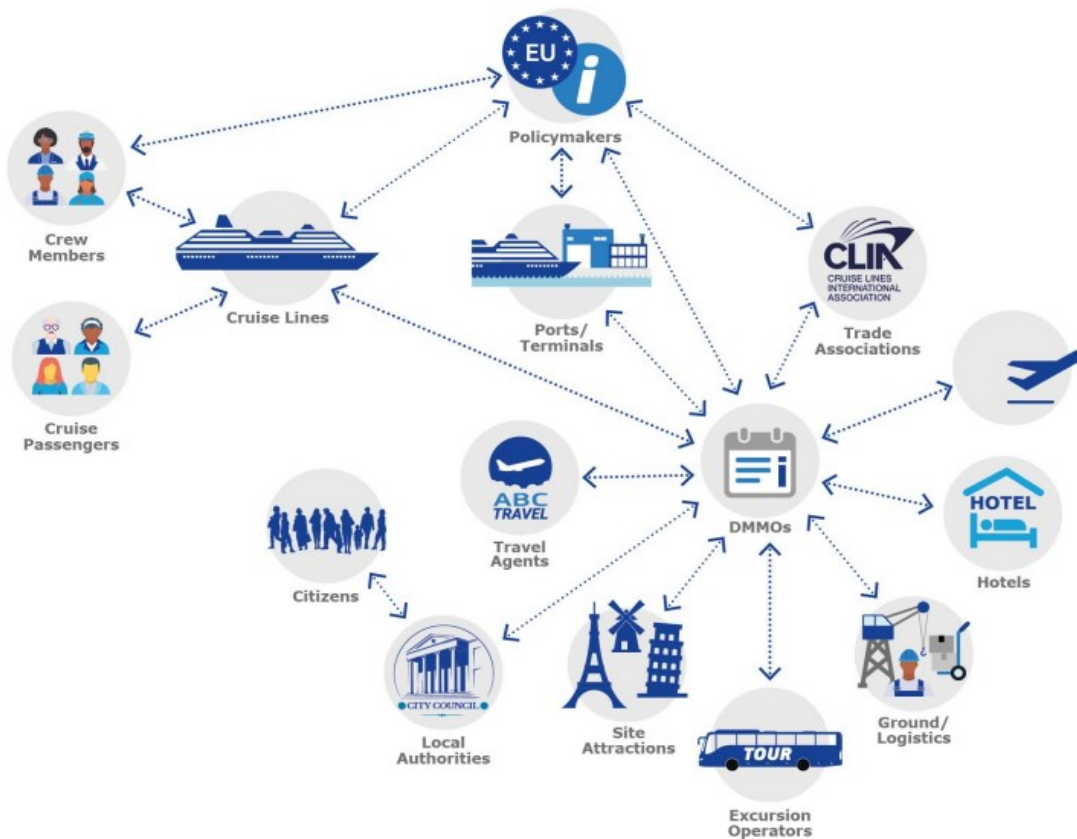 EU
i
Policymakers
Crew
Members
Cruise Lines
Ports/
Terminals
CLIA
CRUISE LINES
INTERNATIONAL
ASSOCIATION
Trade
Associations
Cruise
Passengers
ABC
TRAVEL
Travel
Agents
i
DMMOs
HOTEL
Hotels
Citizens
CITY COUNCIL
Local
Authorities
Site
Attractions
TOUR
Excursion
Operators
Ground/
Logistics